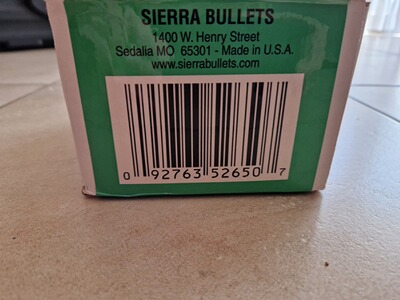 SIERRA BULLETS
1400 W. Henry Street
Sedalia MO 65301 - Made in U.S.A.
www.sierrabullets.com
0 92763 52650 7